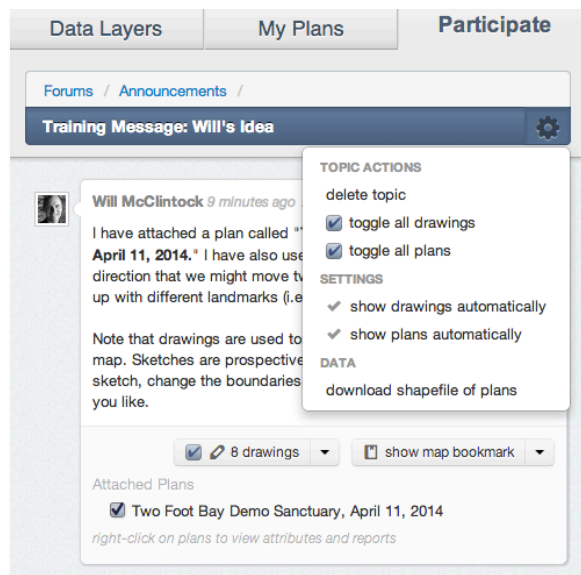 Data Layers
My Plans
Participate
Forums / Announcements /
Training Message: Will's Idea
TOPIC ACTIONS
delete topic
toggle all drawings
toggle all plans
SETTINGS
show drawings automatically
show plans automatically
DATA
download shapefile of plans
Will McClintock 9 minutes ago
I have attached a plan called "
April 11, 2014." I have also use
direction that we might move tw
up with different landmarks (i.e
Note that drawings are used to
map. Sketches are prospective
sketch, change the boundaries
you like.
8 drawings
show map bookmark
Attached Plans
Two Foot Bay Demo Sanctuary, April 11, 2014
right-click on plans to view attributes and reports